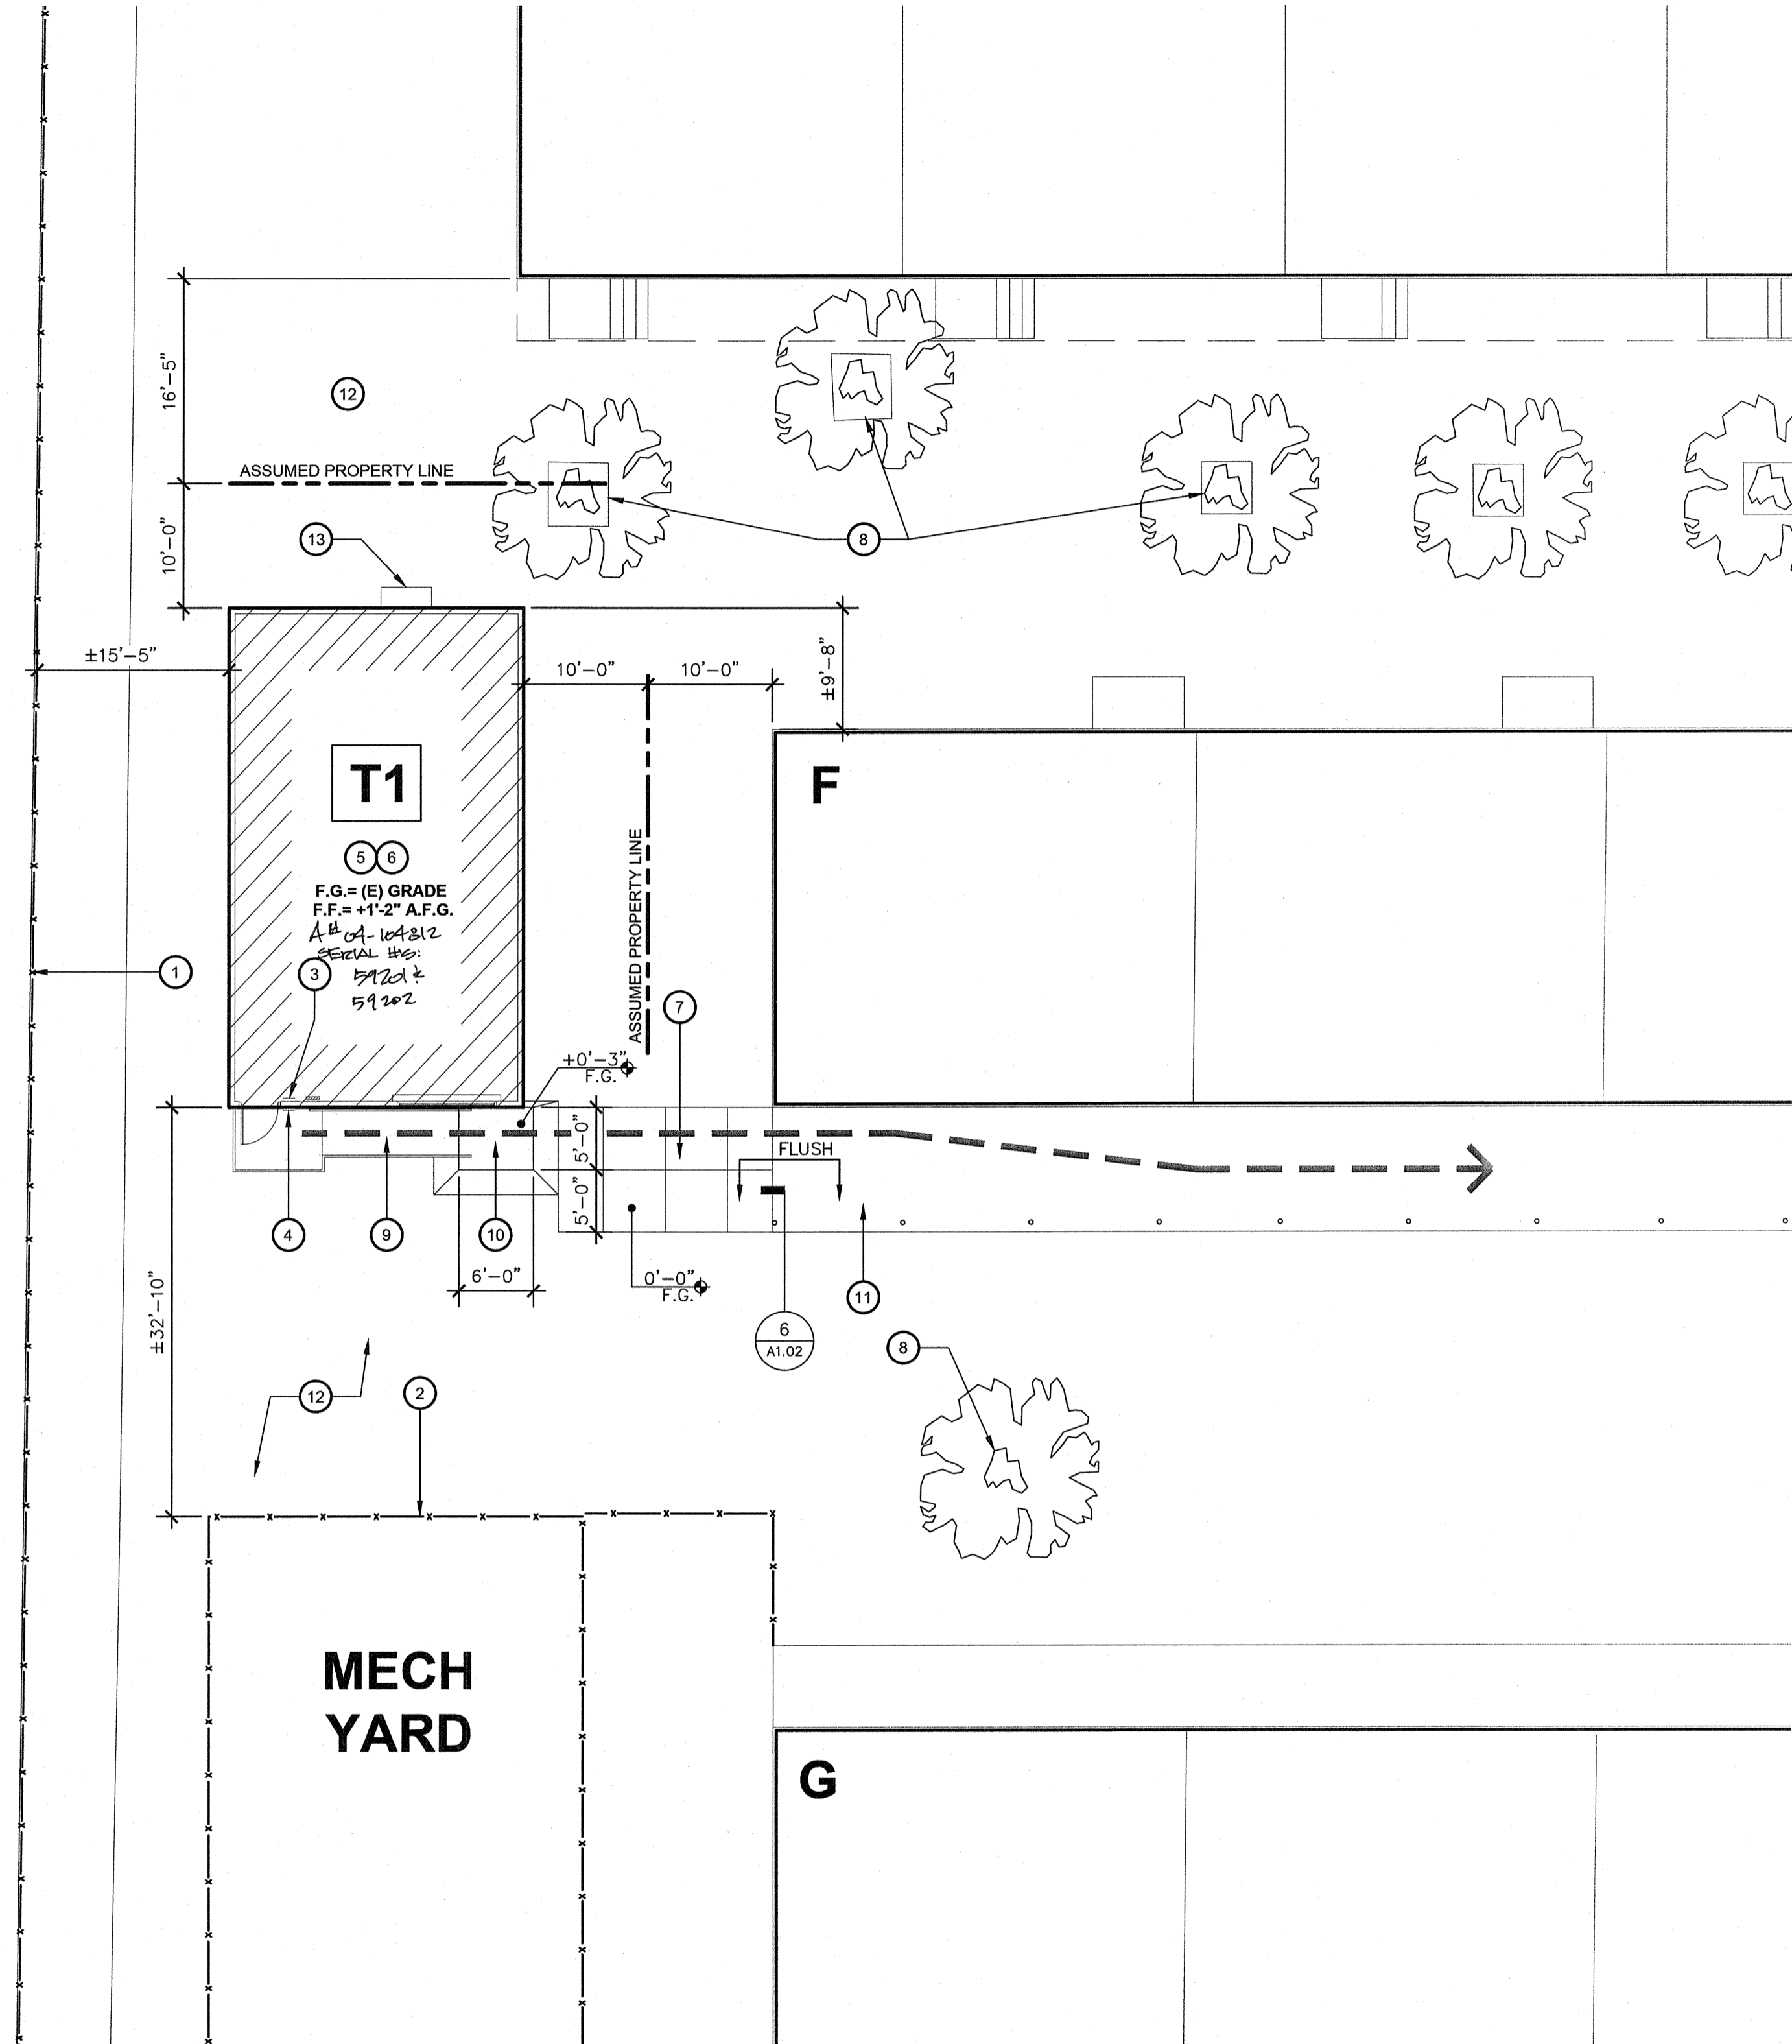 16'-5"
12
ASSUMED PROPERTY LINE
10'-0"
13
8
±15'-5"
10'-0"
10'-0"
±9'-8"
T1
F
5 6
F.G.= (E) GRADE
F.F.= +1'-2" A.F.G.
A# 04-104812
SERIAL #'S:
59201 &
59202
ASSUMED PROPERTY LINE
1
3
7
+0'-3"
F.G.
5'-0"
FLUSH
5'-0"
4
9
10
6'-0"
0'-0"
F.G.
11
±32'-10"
6
A1.02
8
12
2
MECH
YARD
G